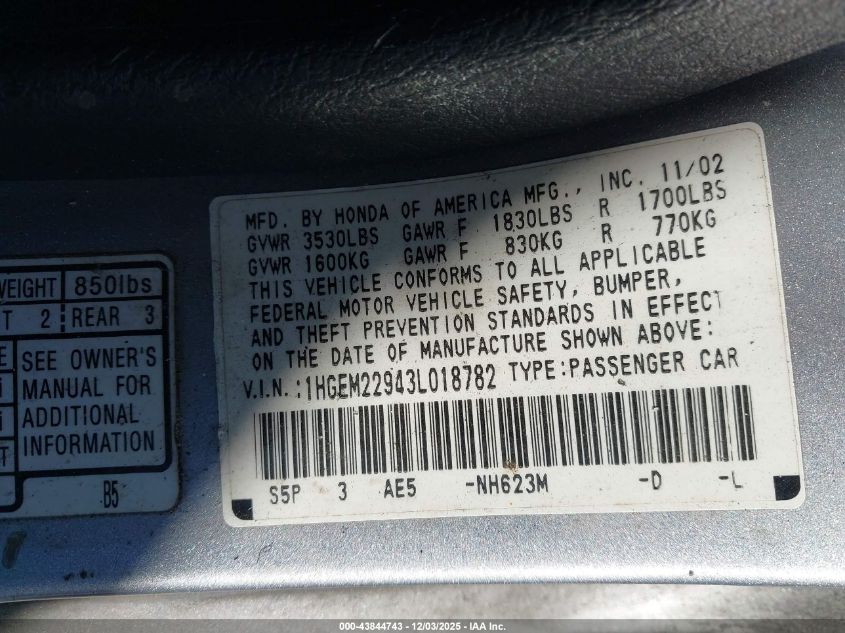 MFD. BY HONDA OF AMERICA MFG., INC. 11/02
GVWR 3530LBS GAWR F 1830LBS R 1700LBS
GVWR 1600KG GAWR F 830KG R 770KG
THIS VEHICLE CONFORMS TO ALL APPLICABLE
FEDERAL MOTOR VEHICLE SAFETY, BUMPER,
AND THEFT PREVENTION STANDARDS IN EFFECT
ON THE DATE OF MANUFACTURE SHOWN ABOVE:
V.I.N.:1HGEM22943L018782 TYPE:PASSENGER CAR
S5P 3 AE5 -NH623M -D -L
WEIGHT 850lbs
2 REAR 3
SEE OWNER'S
MANUAL FOR
ADDITIONAL
INFORMATION
B5
000-43844743 - 12/03/2025 - IAA Inc.